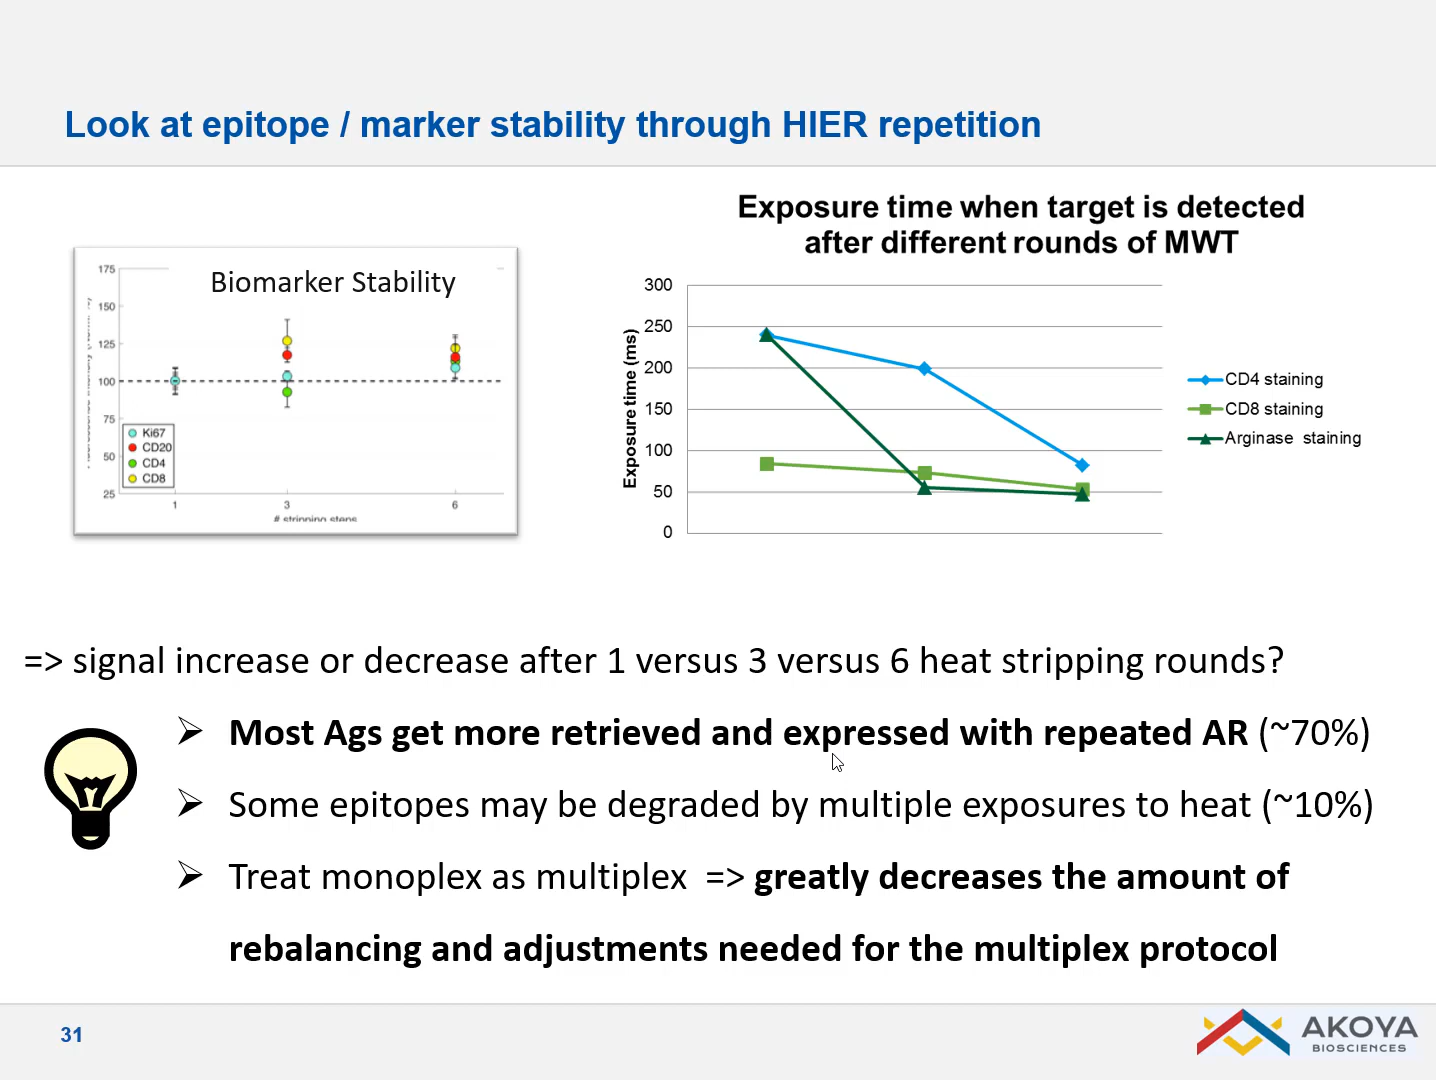 Look at epitope / marker stability through HIER repetition
Biomarker Stability
175
150
125
100
75
50
25
Ki67
CD20
CD4
CD8
1
3
6
# stripping steps
Exposure time when target is detected
after different rounds of MWT
Exposure time (ms)
300
250
200
150
100
50
0
CD4 staining
CD8 staining
Arginase staining
=> signal increase or decrease after 1 versus 3 versus 6 heat stripping rounds?
➢ Most Ags get more retrieved and expressed with repeated AR (~70%)
➢ Some epitopes may be degraded by multiple exposures to heat (~10%)
➢ Treat monoplex as multiplex => greatly decreases the amount of
rebalancing and adjustments needed for the multiplex protocol
31
AKOYA
BIOSCIENCES